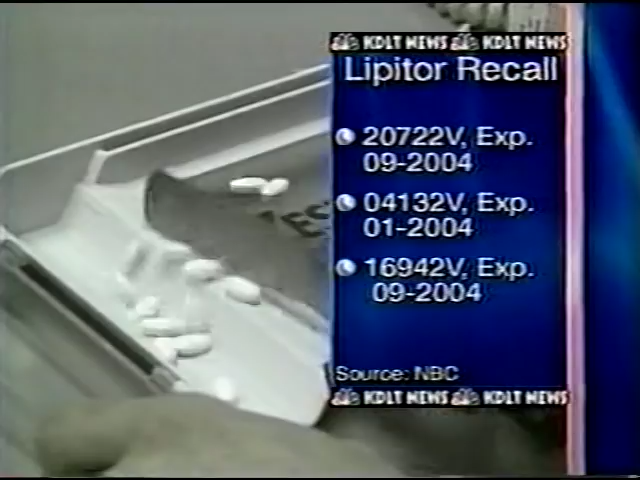 KDLT NEWS KDLT NEWS
Lipitor Recall
20722V, Exp.
09-2004
04132V, Exp.
01-2004
16942V, Exp.
09-2004
Source: NBC
KDLT NEWS KDLT NEWS